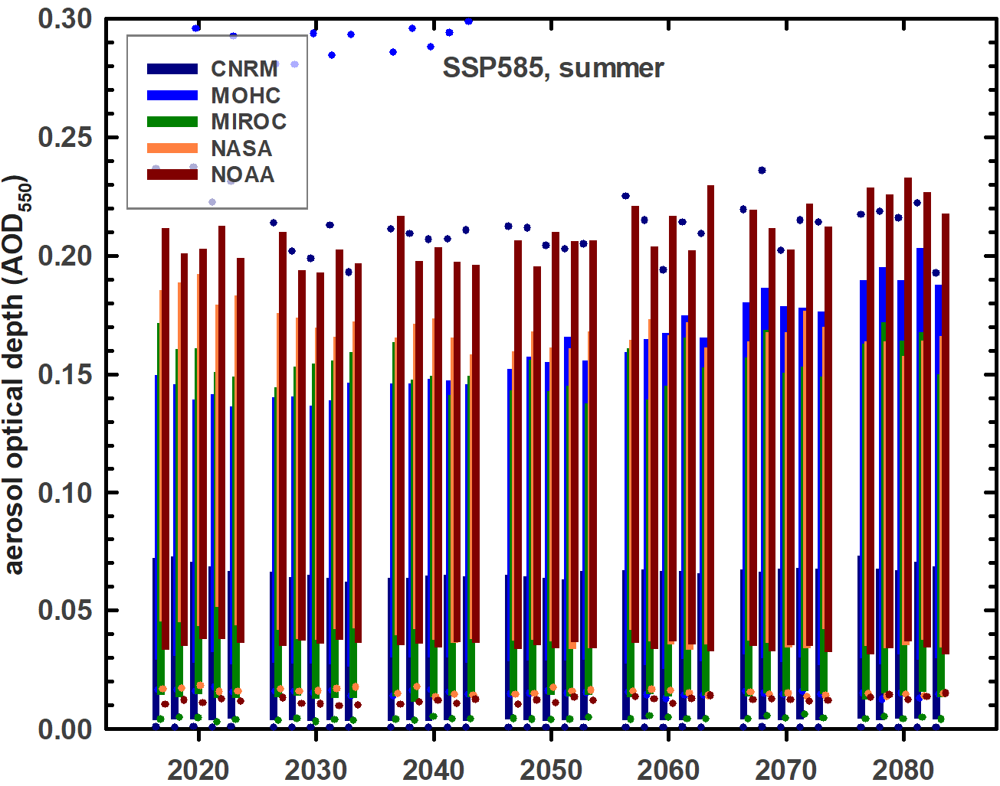 0.30
0.25
0.20
0.15
0.10
0.05
0.00
aerosol optical depth (AOD550)
SSP585, summer
CNRM
MOHC
MIROC
NASA
NOAA
2020 2030 2040 2050 2060 2070 2080